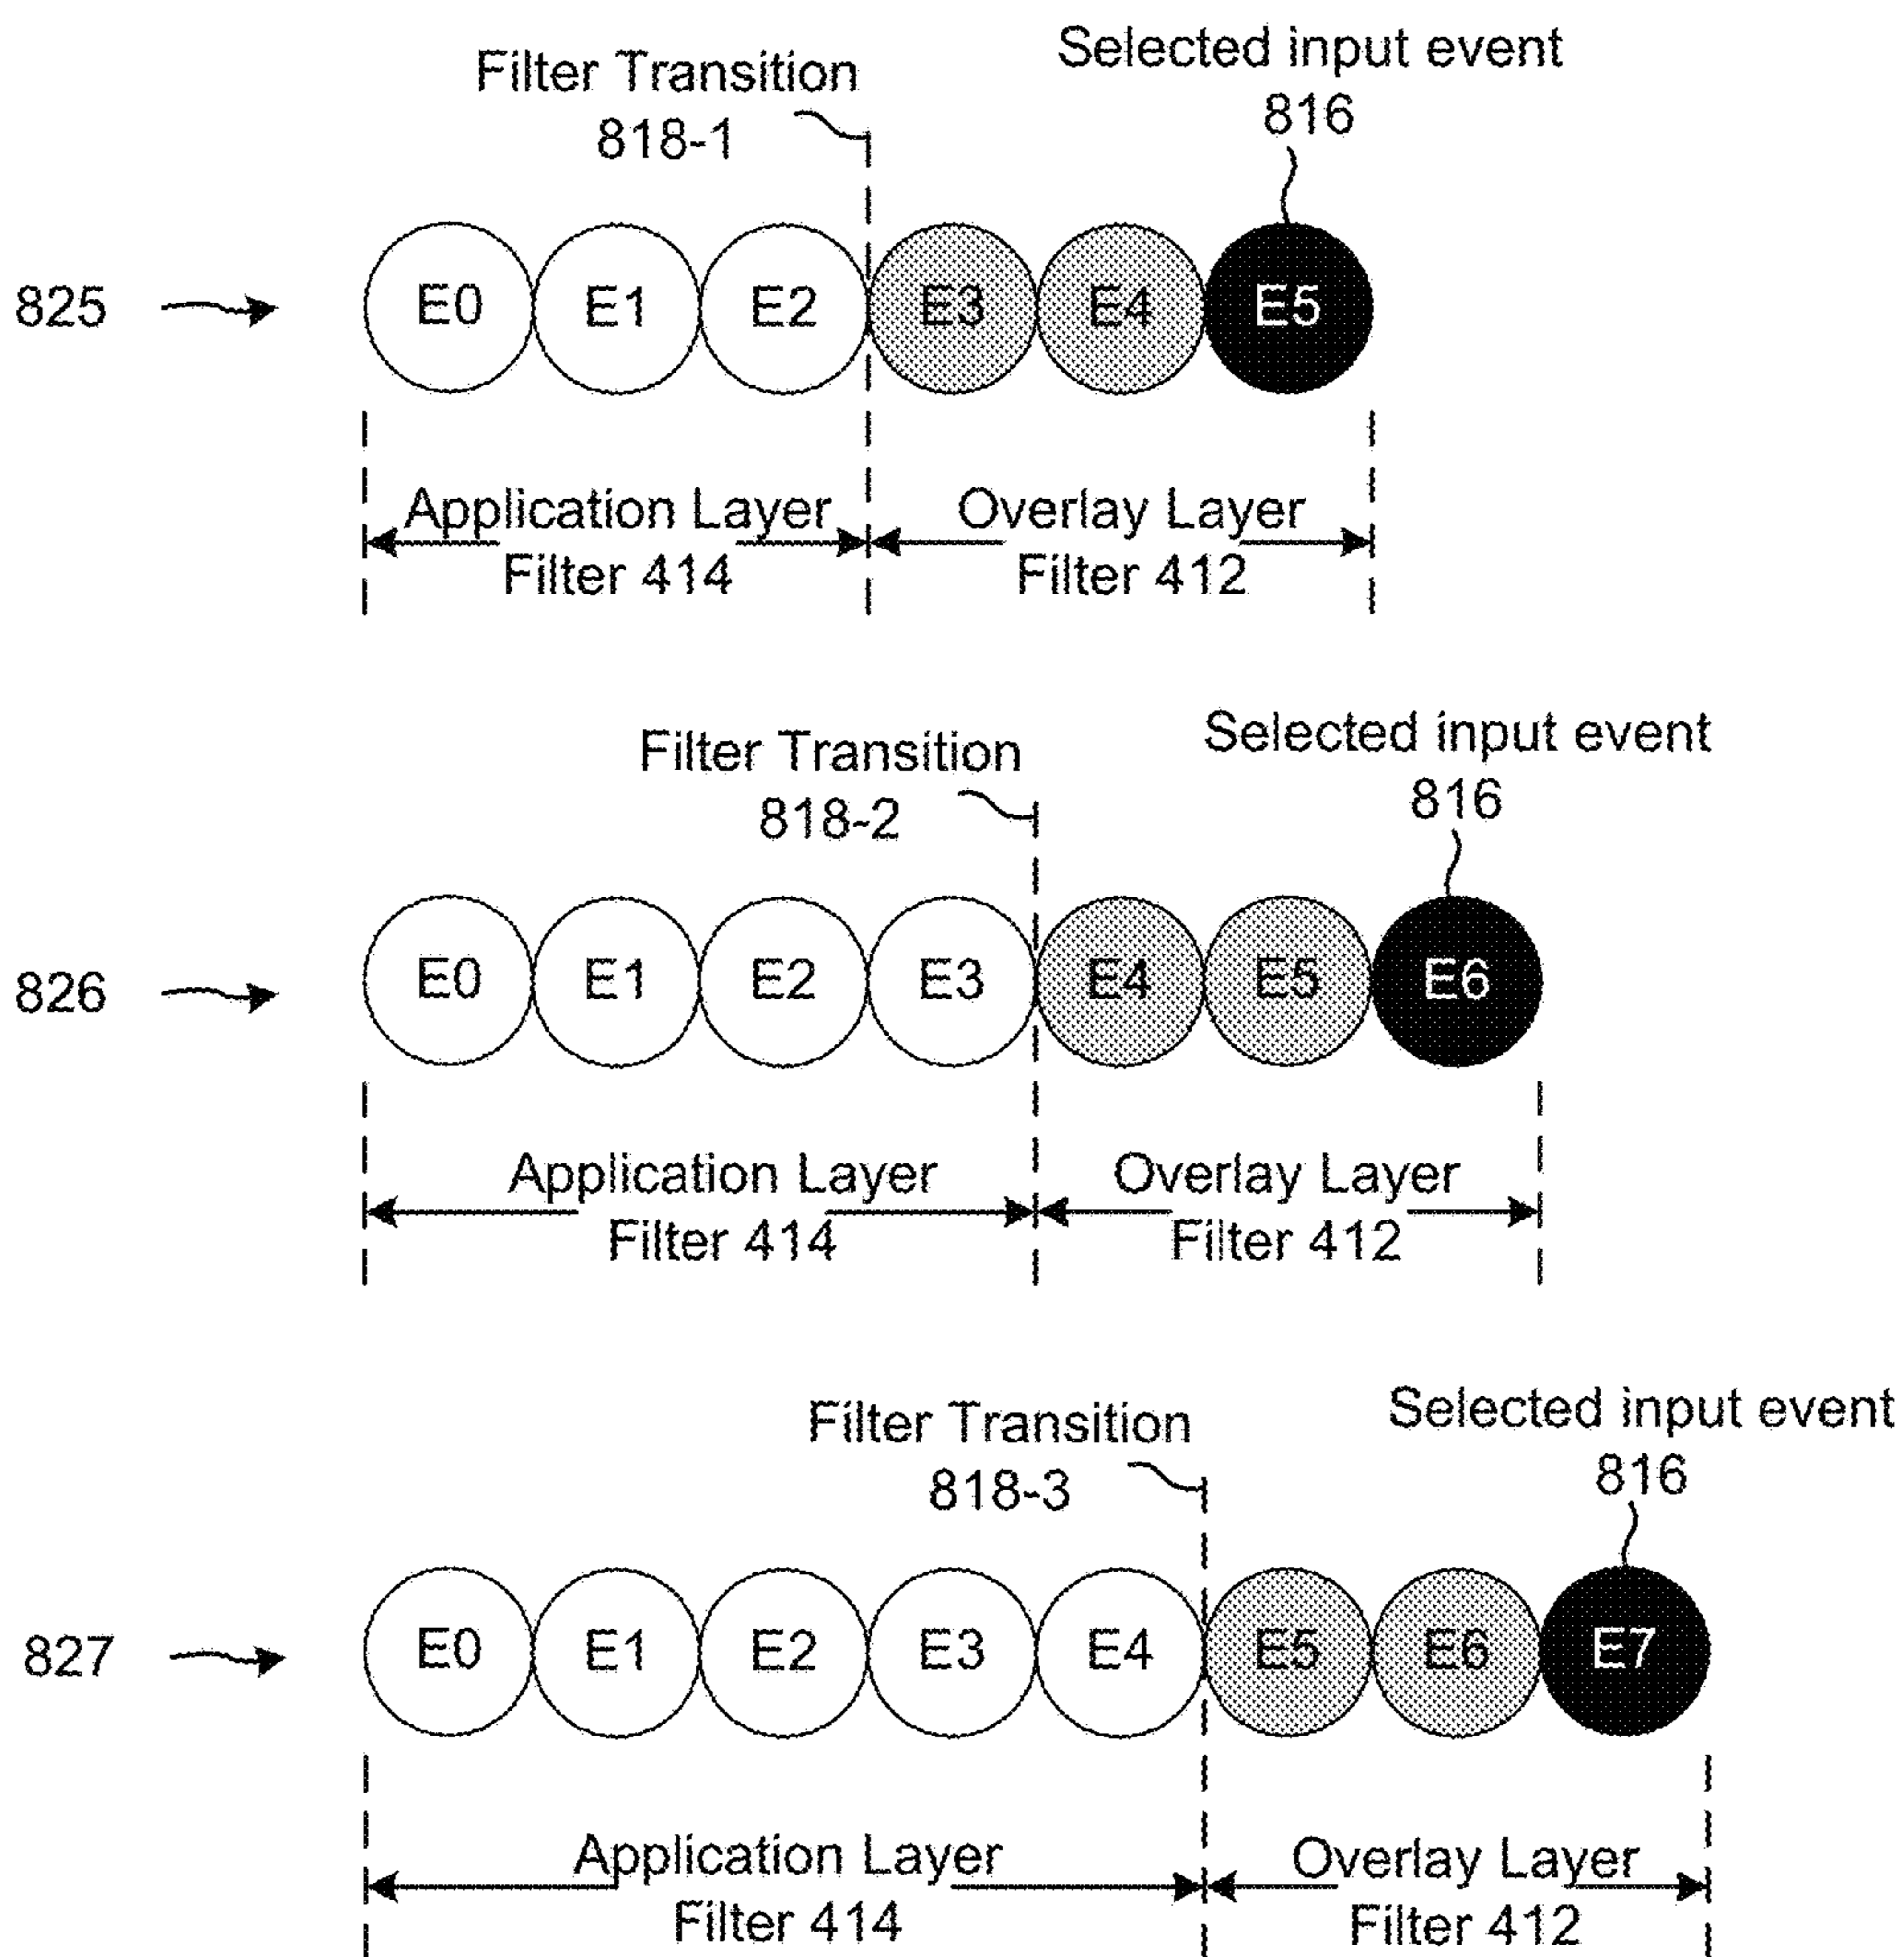 Filter Transition
818-1
Selected input event
816
825
E0 E1 E2 E3 E4 E5
Application Layer
Filter 414
Overlay Layer
Filter 412
Filter Transition
818-2
Selected input event
816
826
E0 E1 E2 E3 E4 E5 E6
Application Layer
Filter 414
Overlay Layer
Filter 412
Filter Transition
818-3
Selected input event
816
827
E0 E1 E2 E3 E4 E5 E6 E7
Application Layer
Filter 414
Overlay Layer
Filter 412